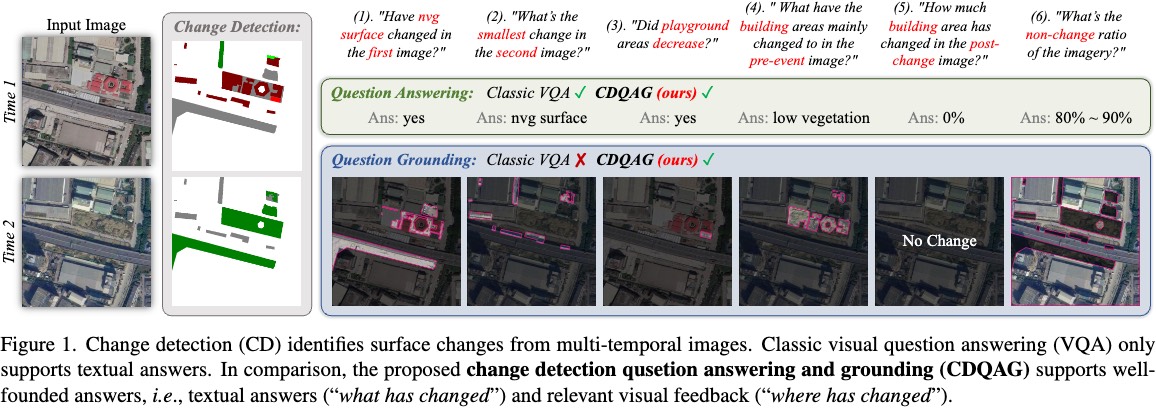 Input Image
Time 1
Time 2
Change Detection:
(1). "Have nvg
surface changed in
the first image?"
(2). "What's the
smallest change in
the second image?"
(3). "Did playground
areas decrease?"
(4). " What have the
building areas mainly
changed to in the
pre-event image?"
(5). "How much
building area has
changed in the post-
change image?"
(6). "What's the
non-change ratio
of the imagery?"
Question Answering: Classic VQA ✓ CDQAG (ours) ✓
Ans: yes
Ans: nvg surface
Ans: yes
Ans: low vegetation
Ans: 0%
Ans: 80% ~ 90%
Question Grounding: Classic VQA ✗ CDQAG (ours) ✓
No Change
Figure 1. Change detection (CD) identifies surface changes from multi-temporal images. Classic visual question answering (VQA) only
supports textual answers. In comparison, the proposed change detection qusetion answering and grounding (CDQAG) supports well-
founded answers, i.e., textual answers (“what has changed”) and relevant visual feedback (“where has changed”).